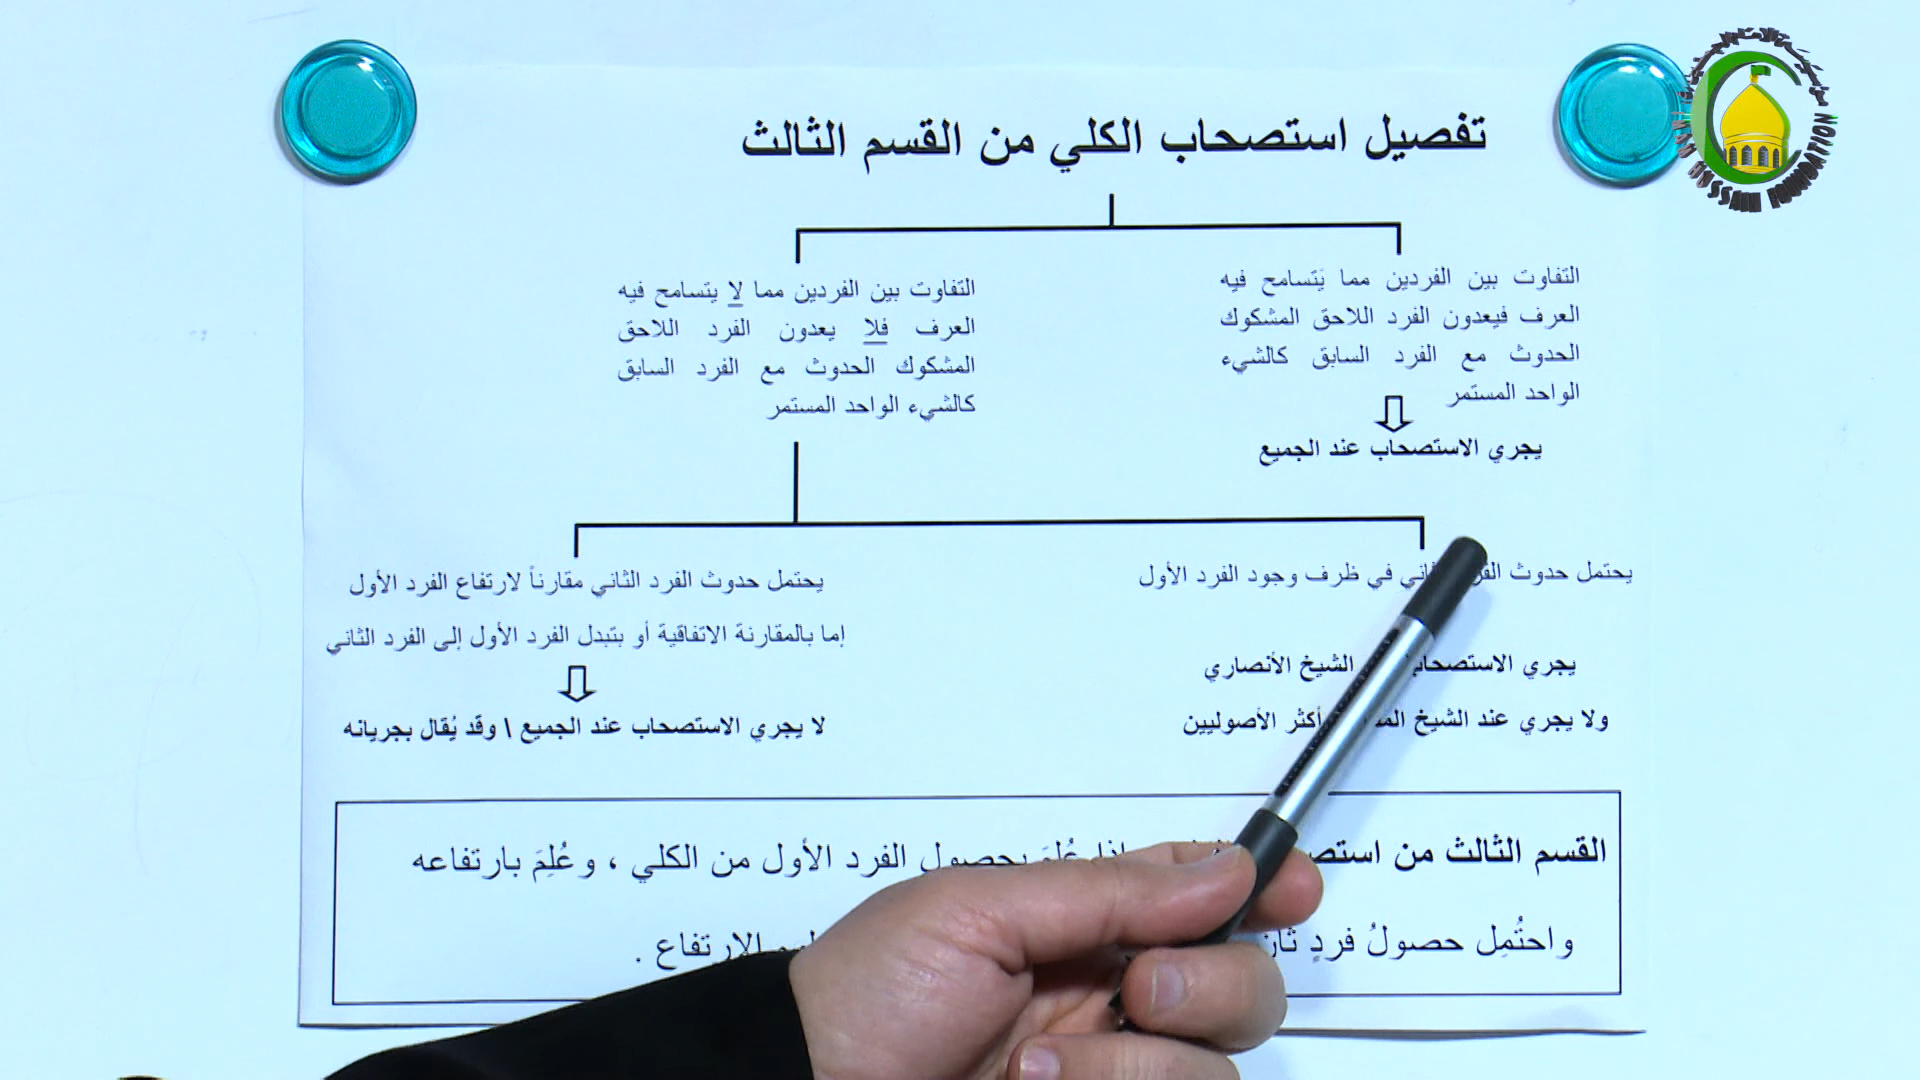 تفصيل استصحاب الكلي من القسم الثالث
التفاوت بين الفردين مما يَتسامح فيه
العرف فيعدون الفرد اللاحق المشكوك
الحدوث مع الفرد السابق كالشيء
الواحد المستمر
يجري الاستصحاب عند الجميع
التفاوت بين الفردين مما لا يتسامح فيه
العرف فلا يعدون الفرد اللاحق
المشكوك الحدوث مع الفرد السابق
كالشيء الواحد المستمر
يحتمل حدوث في ظرف وجود الفرد الأول
يجري الشيخ الأنصاري
ولا يجري عند الشيخ أكثر الأصوليين
يحتمل حدوث الفرد الثاني مقارناً لارتفاع الفرد الأول
إما بالمقارنة الاتفاقية أو بتبدل الفرد الأول إلى الفرد الثاني
لا يجري الاستصحاب عند الجميع \ وقد يُقال بجريانه
القسم الثالث من بحصول الفرد الأول من الكلي ، وعُلِمَ بارتفاعه
واحتُمِل حصولُ فردٍ الارتفاع .
FOUNDATION